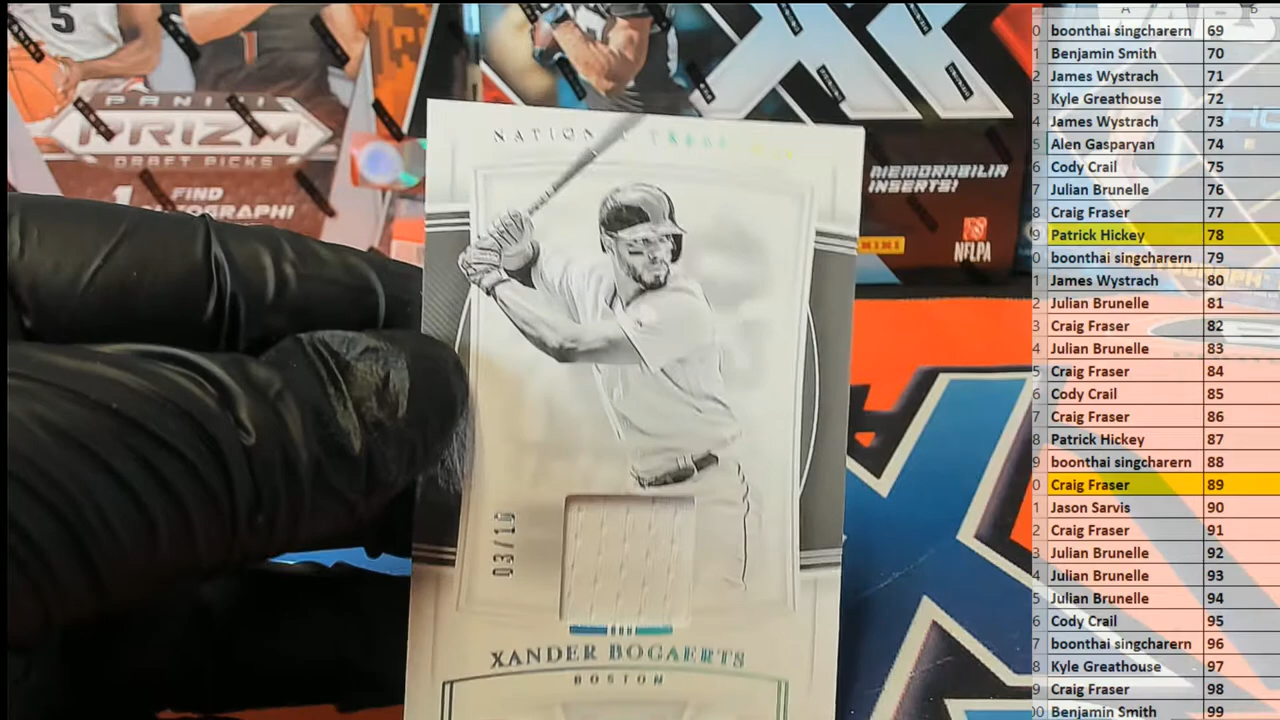 5
PANINI
PRIZM
DRAFT PICKS
1
FIND
MEMORABILIA
INSERTS!
PANINI
NFLPA
03/10
XANDER BOGAERTS
BOSTON
A
boonthai singcharern 69
Benjamin Smith 70
James Wystrach 71
Kyle Greathouse 72
James Wystrach 73
Alen Gasparyan 74
Cody Crail 75
Julian Brunelle 76
Craig Fraser 77
Patrick Hickey 78
boonthai singcharern 79
James Wystrach 80
Julian Brunelle 81
Craig Fraser 82
Julian Brunelle 83
Craig Fraser 84
Cody Crail 85
Craig Fraser 86
Patrick Hickey 87
boonthai singcharern 88
Craig Fraser 89
Jason Sarvis 90
Craig Fraser 91
Julian Brunelle 92
Julian Brunelle 93
Julian Brunelle 94
Cody Crail 95
boonthai singcharern 96
Kyle Greathouse 97
Craig Fraser 98
Benjamin Smith 99